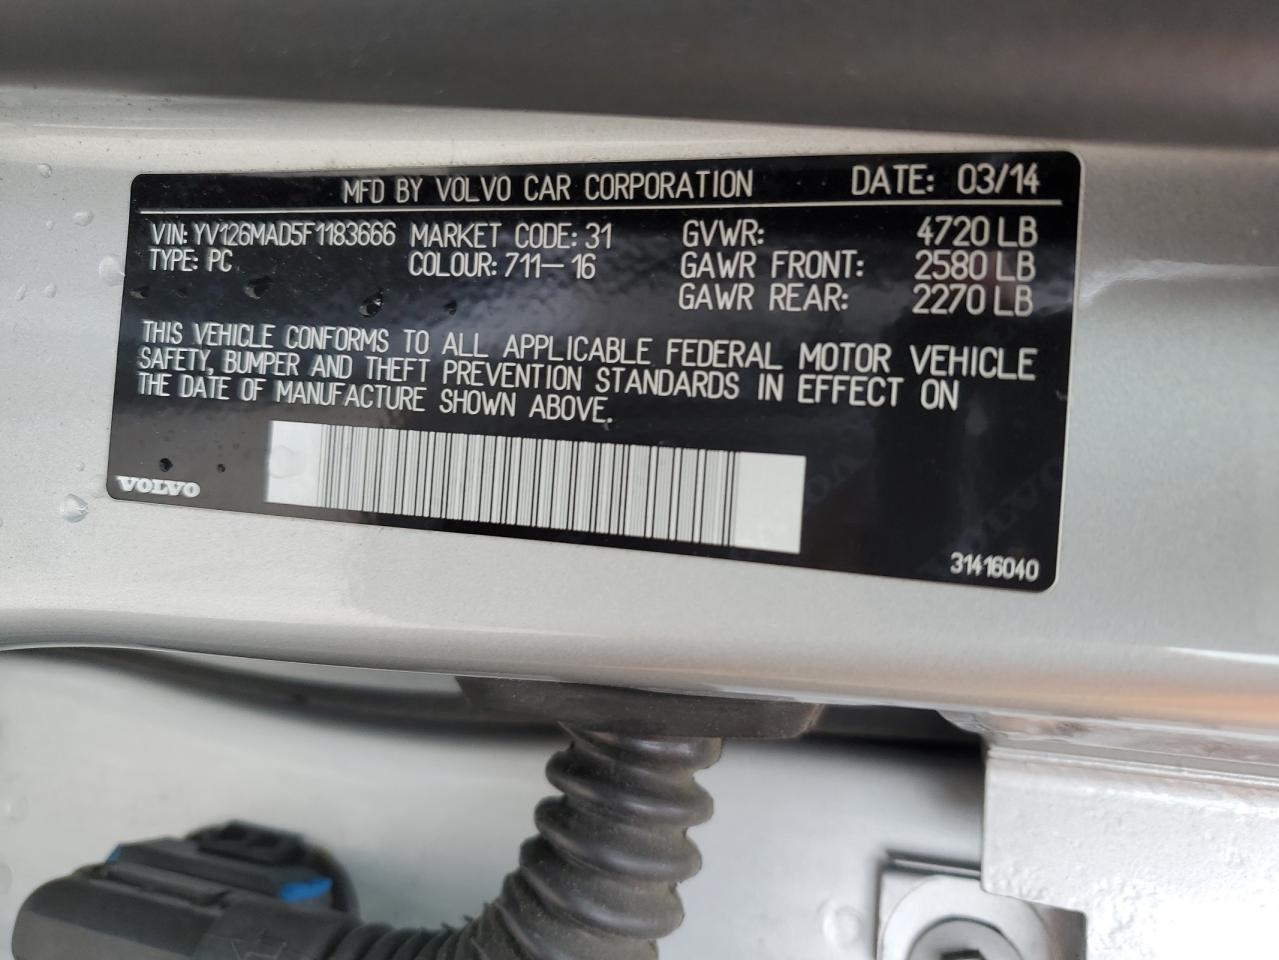 MFD BY VOLVO CAR CORPORATION DATE: 03/14
VIN: YV126MAD5F1183666 MARKET CODE: 31 GVWR: 4720 LB
TYPE: PC COLOUR: 711-16 GAWR FRONT: 2580 LB
GAWR REAR: 2270 LB
THIS VEHICLE CONFORMS TO ALL APPLICABLE FEDERAL MOTOR VEHICLE
SAFETY, BUMPER AND THEFT PREVENTION STANDARDS IN EFFECT ON
THE DATE OF MANUFACTURE SHOWN ABOVE.
VOLVO
31416040